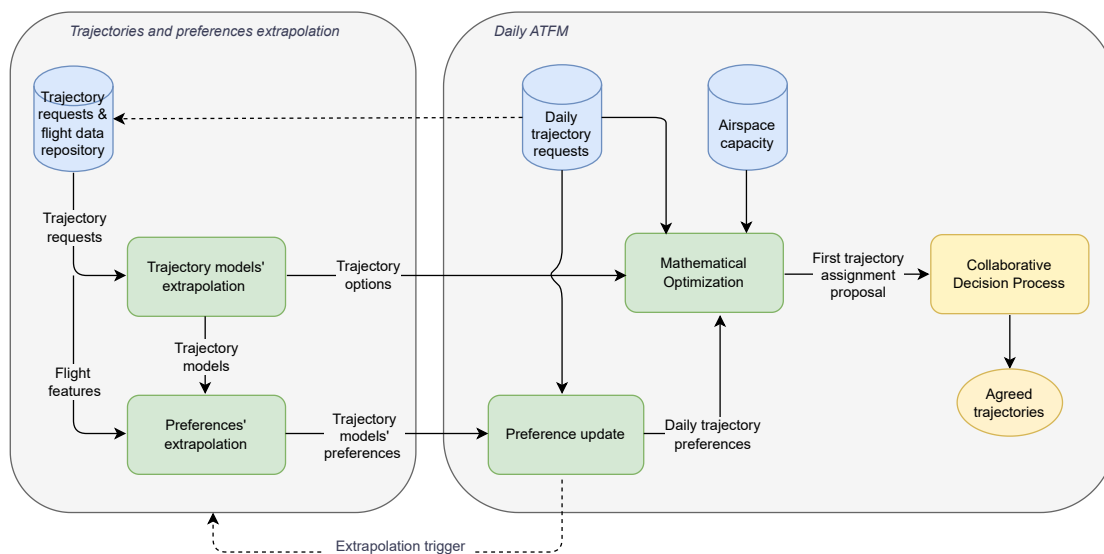 Trajectories and preferences extrapolation
Daily ATFM
Trajectory
requests &
flight data
repository
Daily
trajectory
requests
Airspace
capacity
Trajectory
requests
Trajectory models'
extrapolation
Trajectory
options
Mathematical
Optimization
First trajectory
assignment
proposal
Collaborative
Decision Process
Trajectory
models
Flight
features
Agreed
trajectories
Preferences'
extrapolation
Trajectory
models'
preferences
Preference update
Daily trajectory
preferences
Extrapolation trigger